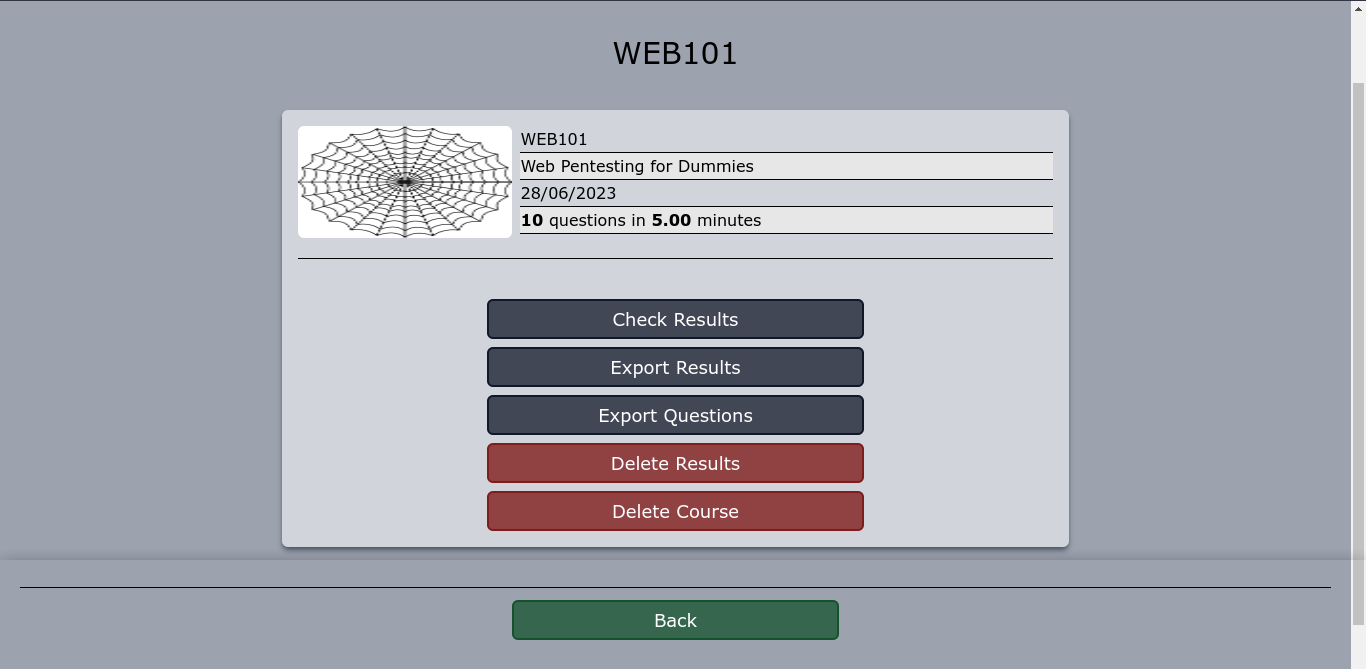 WEB101
WEB101
Web Pentesting for Dummies
28/06/2023
10 questions in 5.00 minutes
Check Results
Export Results
Export Questions
Delete Results
Delete Course
Back